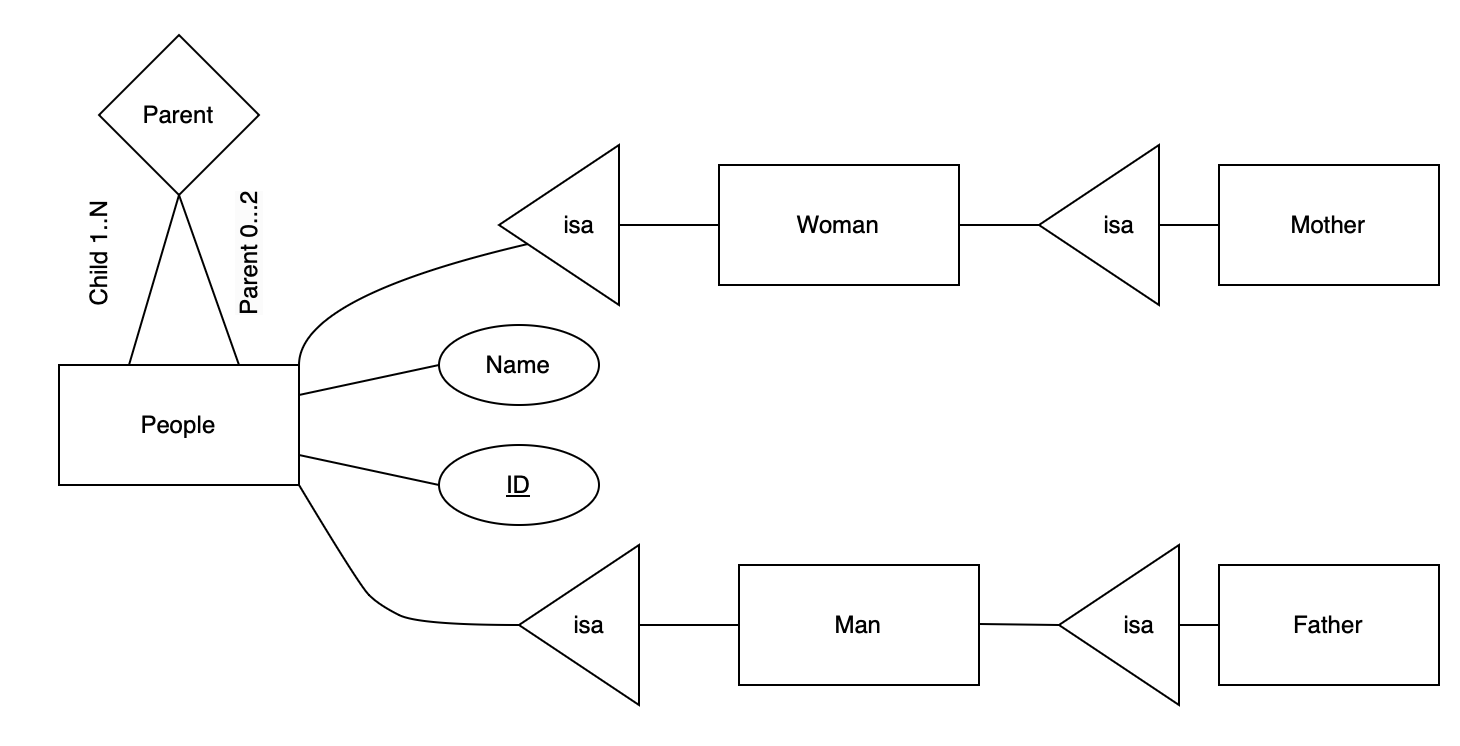 Parent
Child 1..N
Parent 0...2
isa
Woman
isa
Mother
Name
People
ID
isa
Man
isa
Father